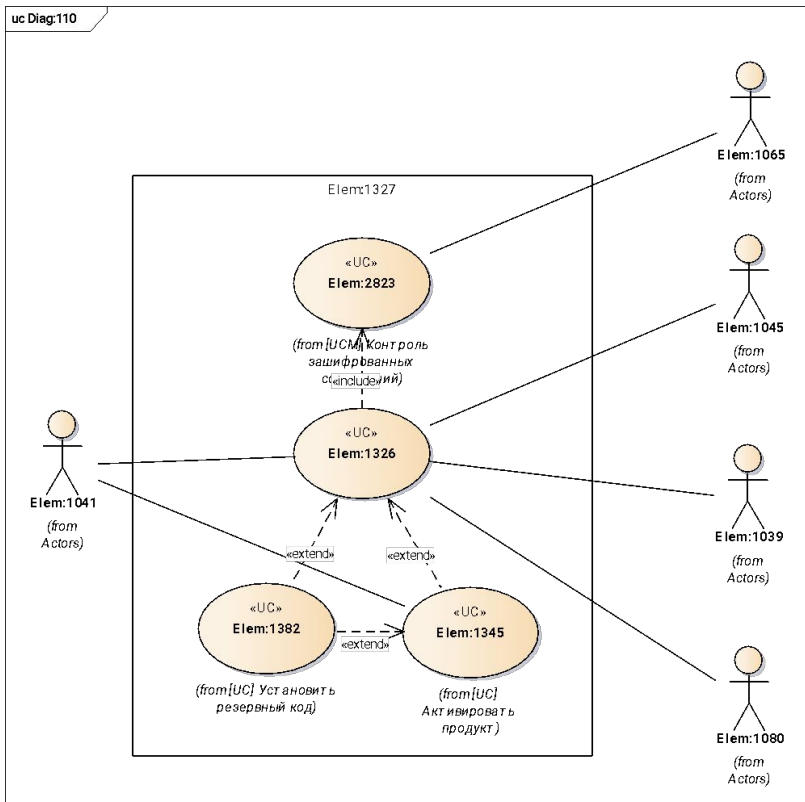 uc Diag:110
Elem:1065
(from
Actors)
Elem:1327
«UC»
Elem:2823
(from [UCM] Контроль
зашифрованных
«include»
Elem:1045
(from
Actors)
«UC»
Elem:1326
Elem:1041
(from
Actors)
Elem:1039
(from
Actors)
«extend»
«extend»
«UC»
Elem:1382
«extend»
«UC»
Elem:1345
(from [UC] Установить
резервный код)
(from [UC]
Активировать
продукт)
Elem:1080
(from
Actors)